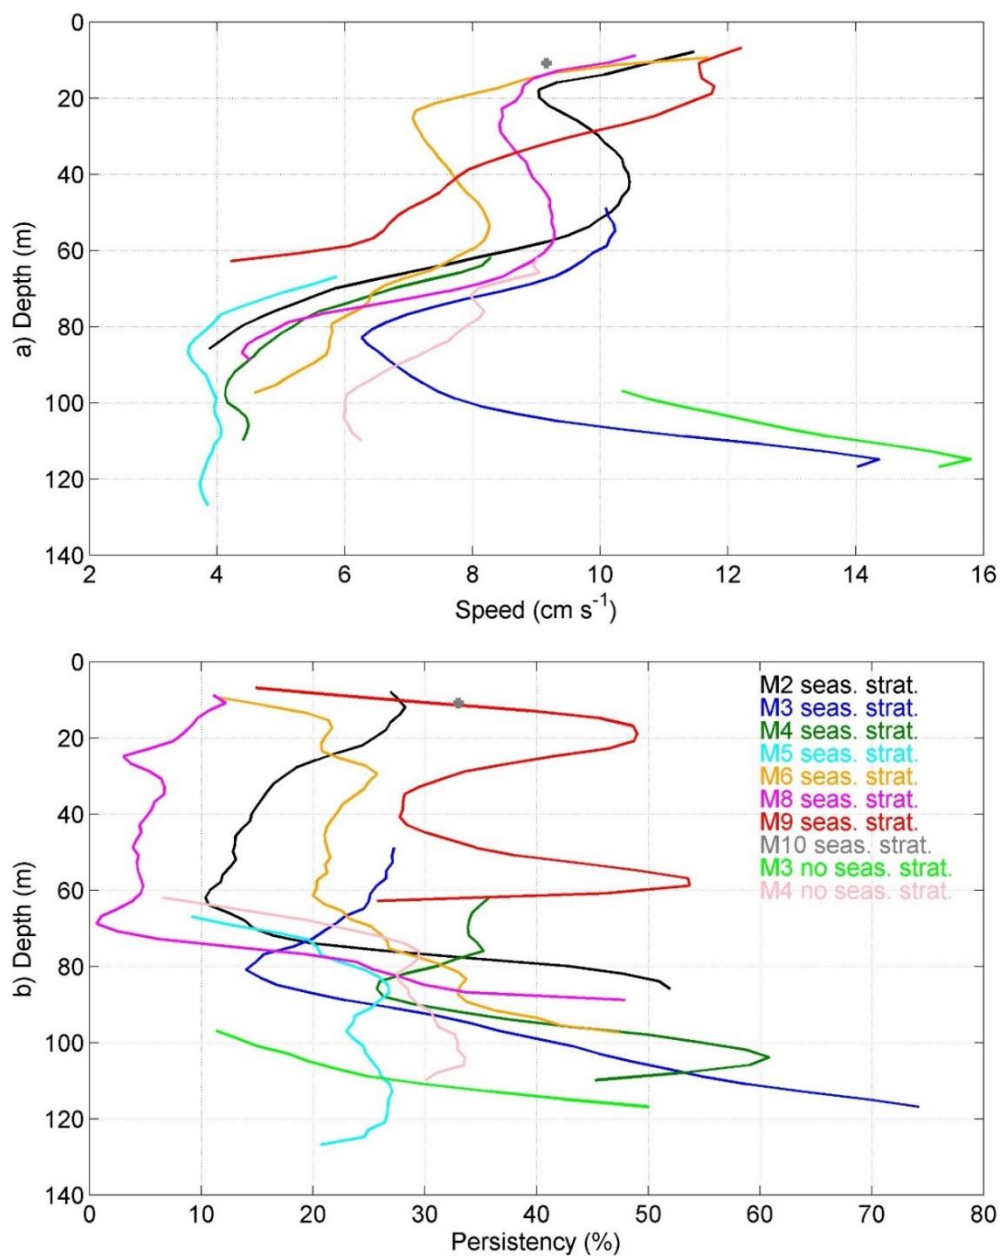 0
20
40
60
80
100
120
140
a) Depth (m)
2 4 6 8 10 12 14 16
Speed (cm s⁻¹)
0
20
40
60
80
100
120
140
b) Depth (m)
M2 seas. strat.
M3 seas. strat.
M4 seas. strat.
M5 seas. strat.
M6 seas. strat.
M8 seas. strat.
M9 seas. strat.
M10 seas. strat.
M3 no seas. strat.
M4 no seas. strat.
0 10 20 30 40 50 60 70 80
Persistency (%)